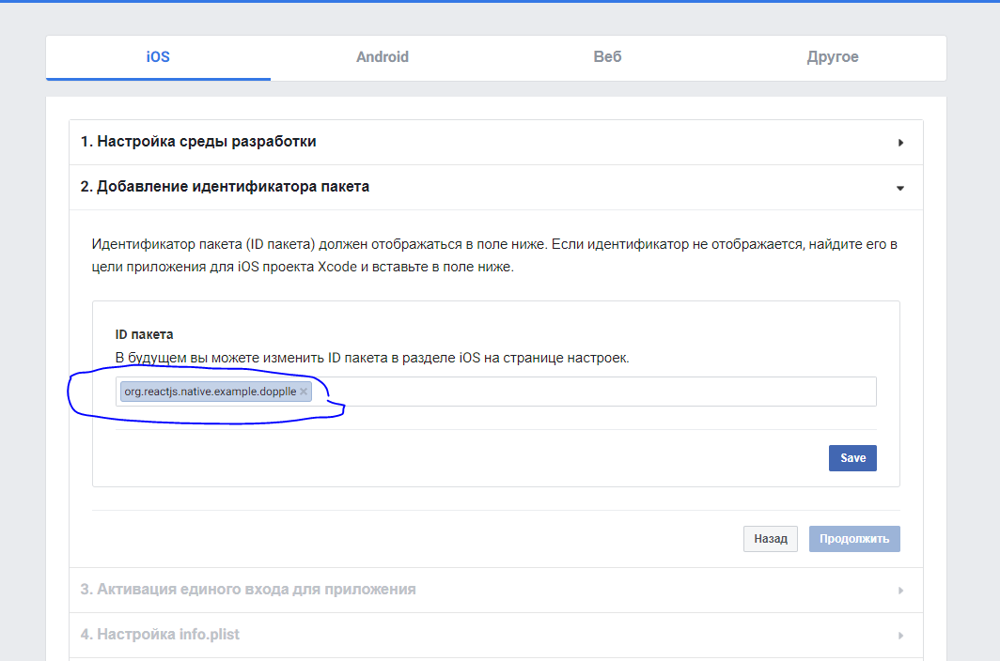 iOS Android Веб Другое
1. Настройка среды разработки
2. Добавление идентификатора пакета
Идентификатор пакета (ID пакета) должен отображаться в поле ниже. Если идентификатор не отображается, найдите его в
цели приложения для iOS проекта Xcode и вставьте в поле ниже.
ID пакета
В будущем вы можете изменить ID пакета в разделе iOS на странице настроек.
org.reactjs.native.example.dopplle ×
Save
Назад Продолжить
3. Активация единого входа для приложения
4. Настройка info.plist